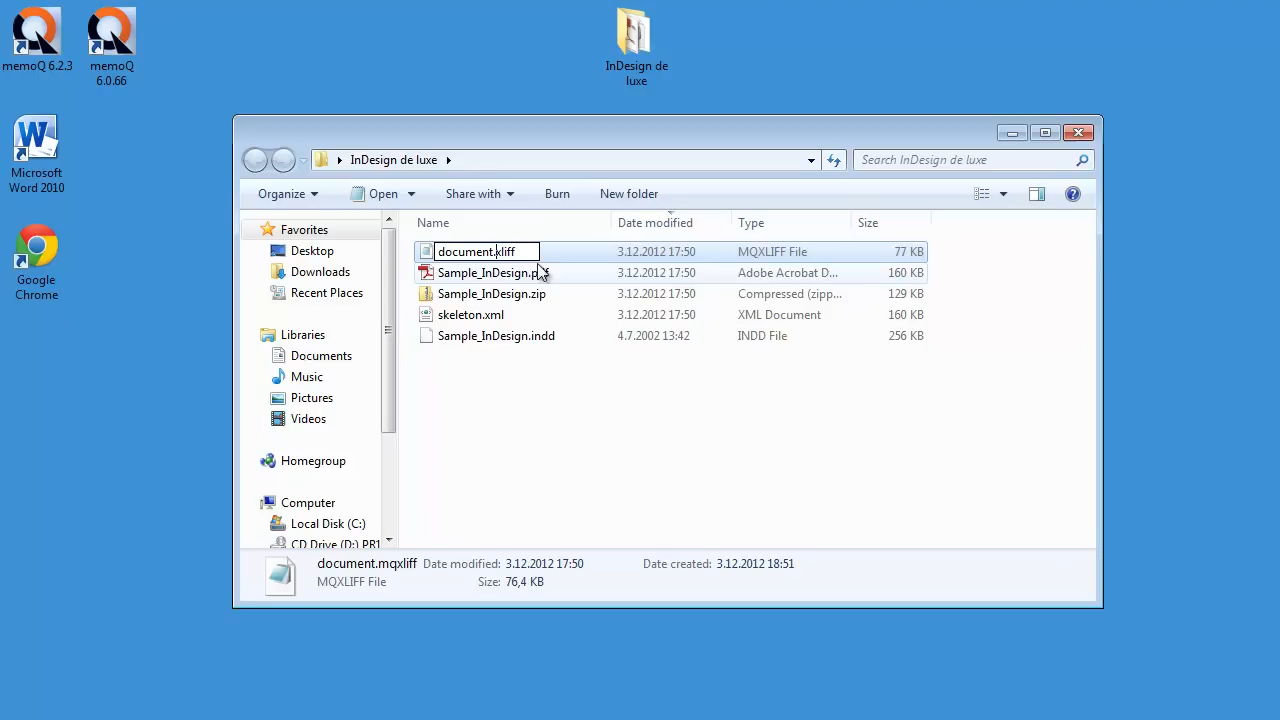 memoQ 6.2.3
memoQ
6.0.66
InDesign de
luxe
Microsoft
Word 2010
Google
Chrome
InDesign de luxe
Search InDesign de luxe
Organize
Open
Share with
Burn
New folder
Name
Date modified
Type
Size
Favorites
Desktop
Downloads
Recent Places
Libraries
Documents
Music
Pictures
Videos
Homegroup
Computer
Local Disk (C:)
CD Drive (D:) PR1
document.xliff 3.12.2012 17:50 MQXLIFF File 77 KB
Sample_InDesign.p 3.12.2012 17:50 Adobe Acrobat D... 160 KB
Sample_InDesign.zip 3.12.2012 17:50 Compressed (zipp... 129 KB
skeleton.xml 3.12.2012 17:50 XML Document 160 KB
Sample_InDesign.indd 4.7.2002 13:42 INDD File 256 KB
document.mqxliff Date modified: 3.12.2012 17:50 Date created: 3.12.2012 18:51
MQXLIFF File Size: 76,4 KB